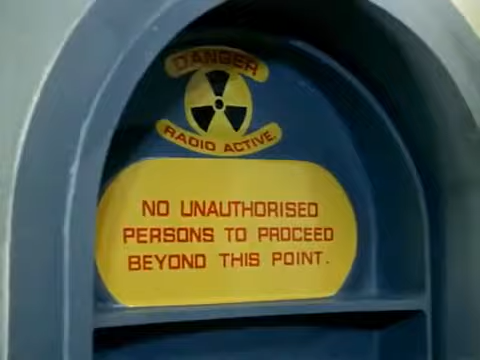 DANGER
RADIO ACTIVE.
NO UNAUTHORISED
PERSONS TO PROCEED
BEYOND THIS POINT.